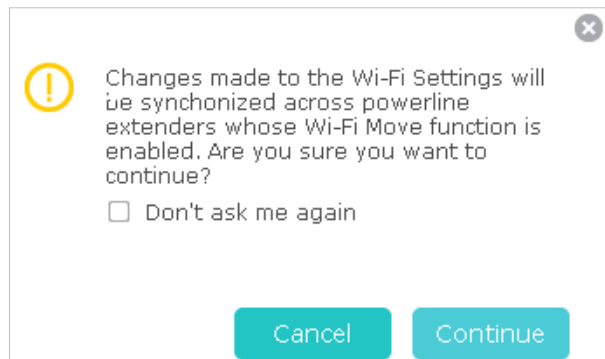 Changes made to the Wi-Fi Settings will
be synchonized across powerline
extenders whose Wi-Fi Move function is
enabled. Are you sure you want to
continue?
Don't ask me again
Cancel
Continue